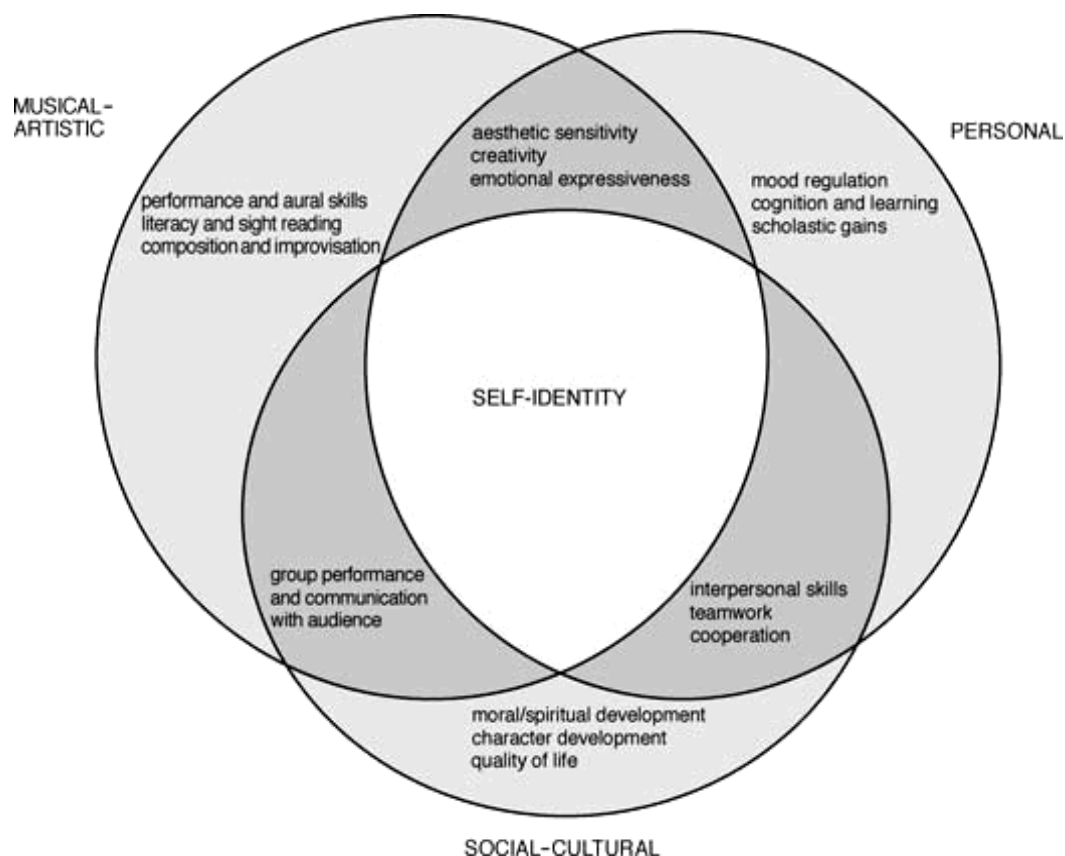 MUSICAL-
ARTISTIC
PERSONAL
aesthetic sensitivity
creativity
emotional expressiveness
performance and aural skills
literacy and sight reading
composition and improvisation
mood regulation
cognition and learning
scholastic gains
SELF-IDENTITY
group performance
and communication
with audience
interpersonal skills
teamwork
cooperation
moral/spiritual development
character development
quality of life
SOCIAL-CULTURAL